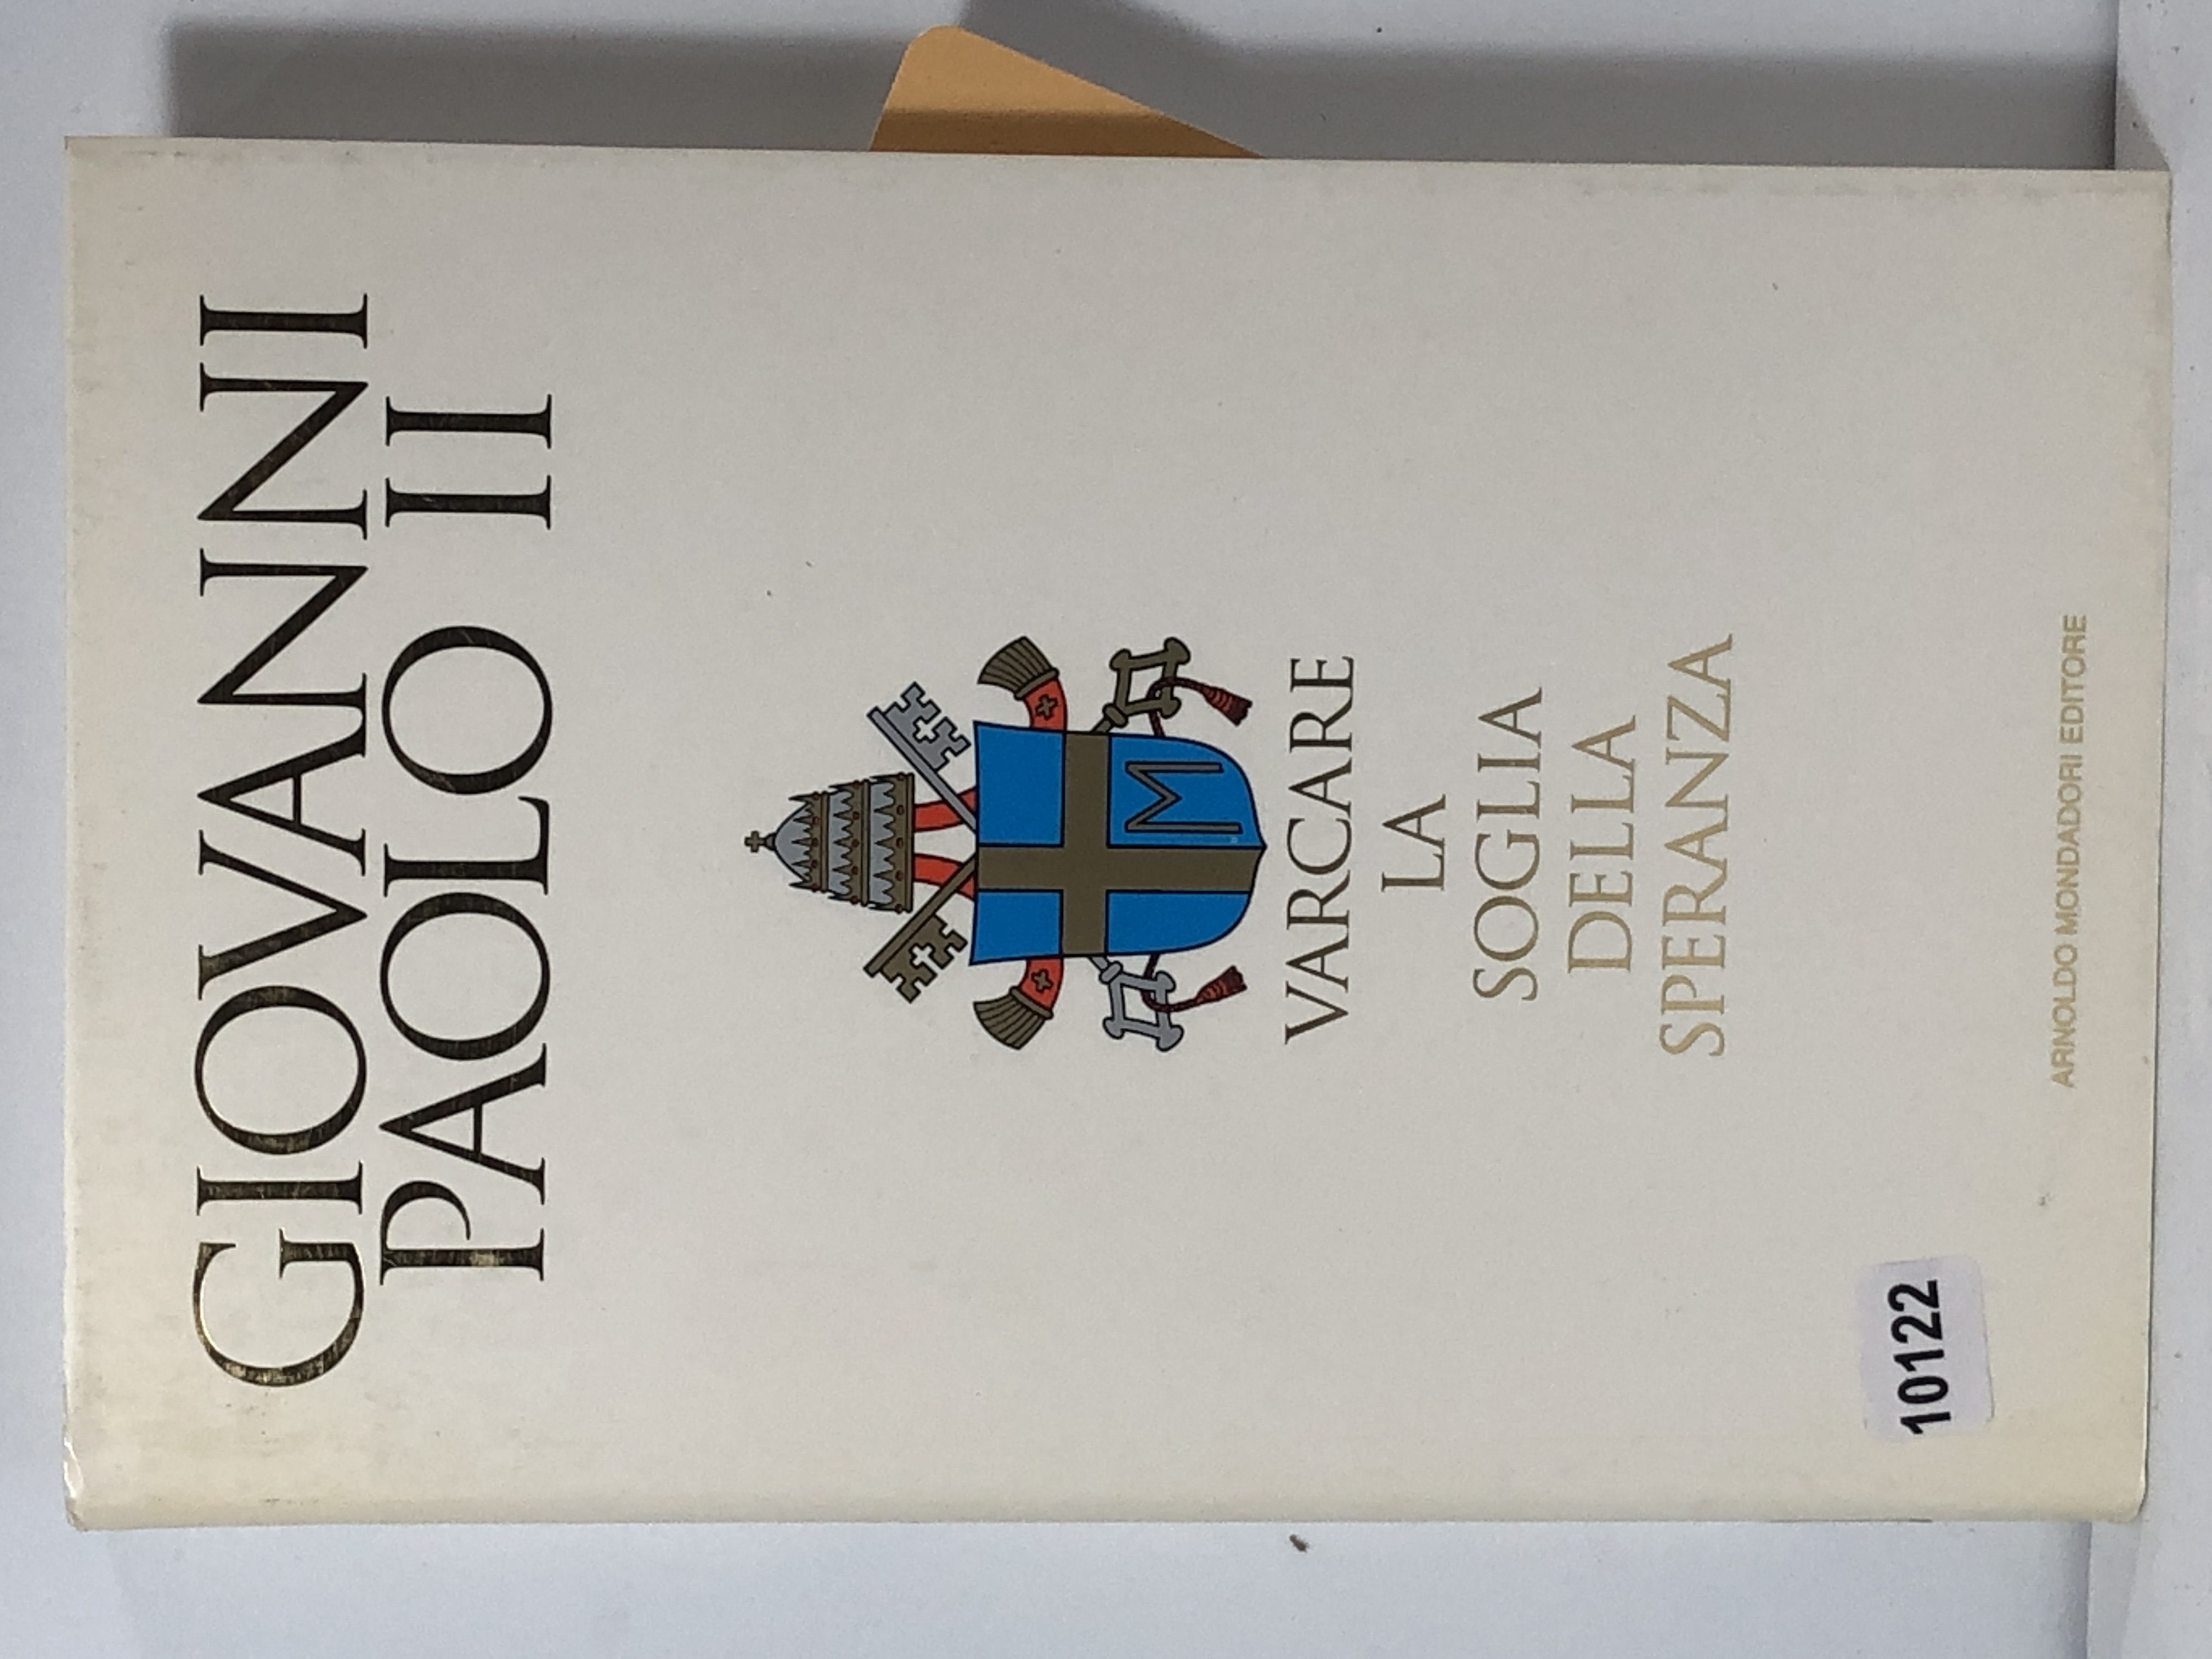 GIOVANNI
PAOLO II
M
VARCARE
LA
SOGLIA
DELLA
SPERANZA
10122
ARNOLDO MONDADORI EDITORE